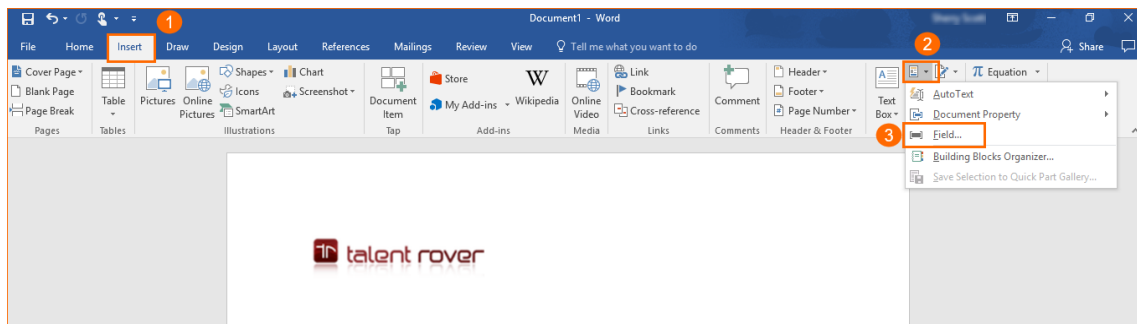 1
Document1 - Word
File Home Insert Draw Design Layout References Mailings Review View Tell me what you want to do
2
Share
Cover Page
Blank Page
Page Break
Pages
Table
Tables
Pictures
Online Pictures
Shapes
Icons
SmartArt
Chart
Screenshot
Illustrations
Document Item
Tap
Store
My Add-ins
W
Wikipedia
Add-ins
Online Video
Media
Link
Bookmark
Cross-reference
Links
Comment
Comments
Header
Footer
Page Number
Header & Footer
A
Text Box
π Equation
AutoText
Document Property
3
Field...
Building Blocks Organizer...
Save Selection to Quick Part Gallery...
talent rover